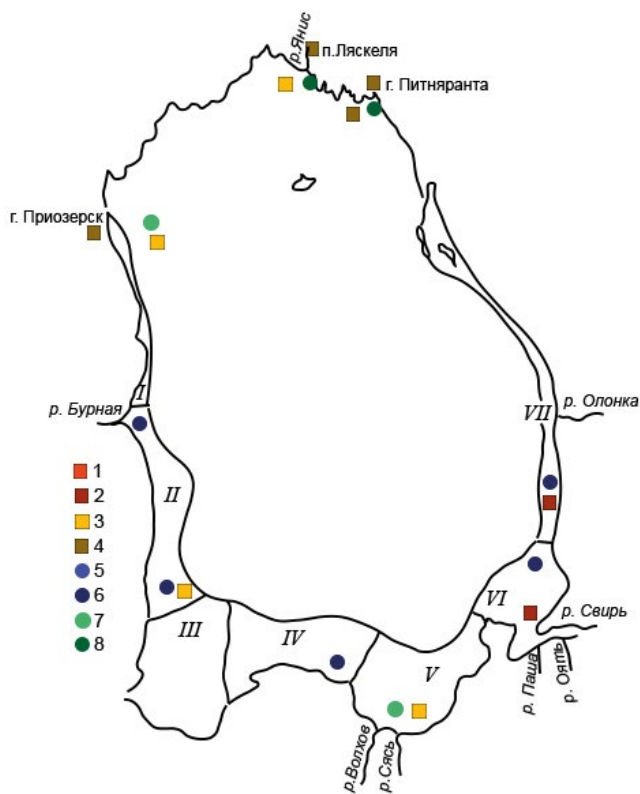 р.Янис
п.Ляскеля
г. Питняранта
г. Приозерск
I
р. Бурная
VII
р. Олонка
1
2
II
3
4
5
6
7
8
III
IV
V
VI
р. Свирь
р. Паша
р. Оять
р.Волхов
р.Сясь